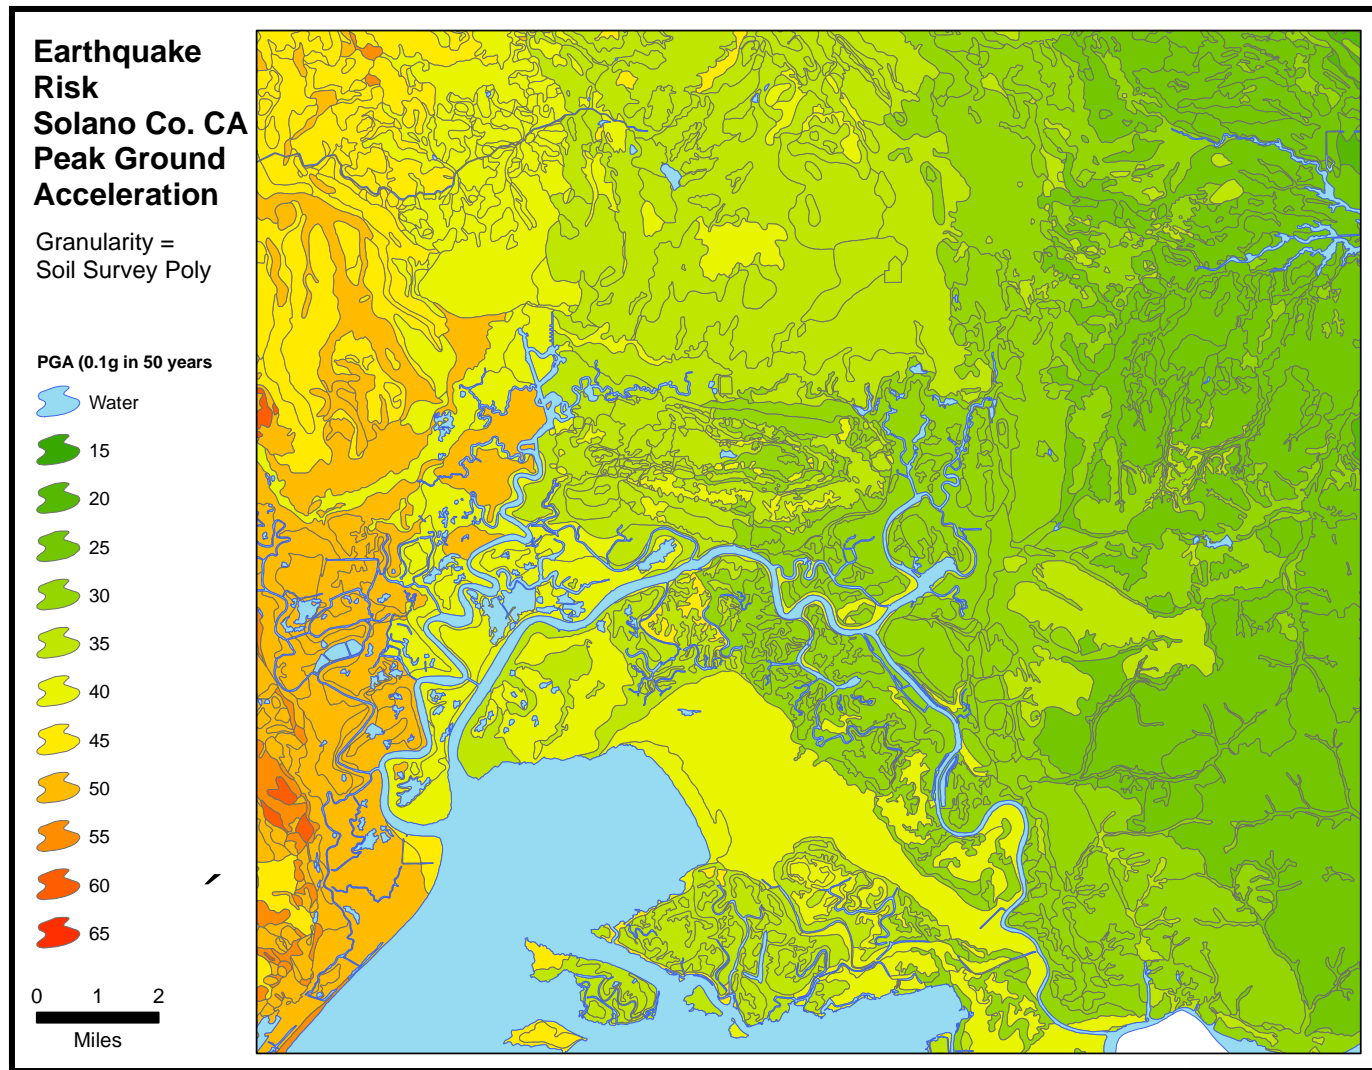 Earthquake
Risk
Solano Co. CA
Peak Ground
Acceleration
Granularity =
Soil Survey Poly
PGA (0.1g in 50 years
Water
15
20
25
30
35
40
45
50
55
60
65
0 1 2
Miles